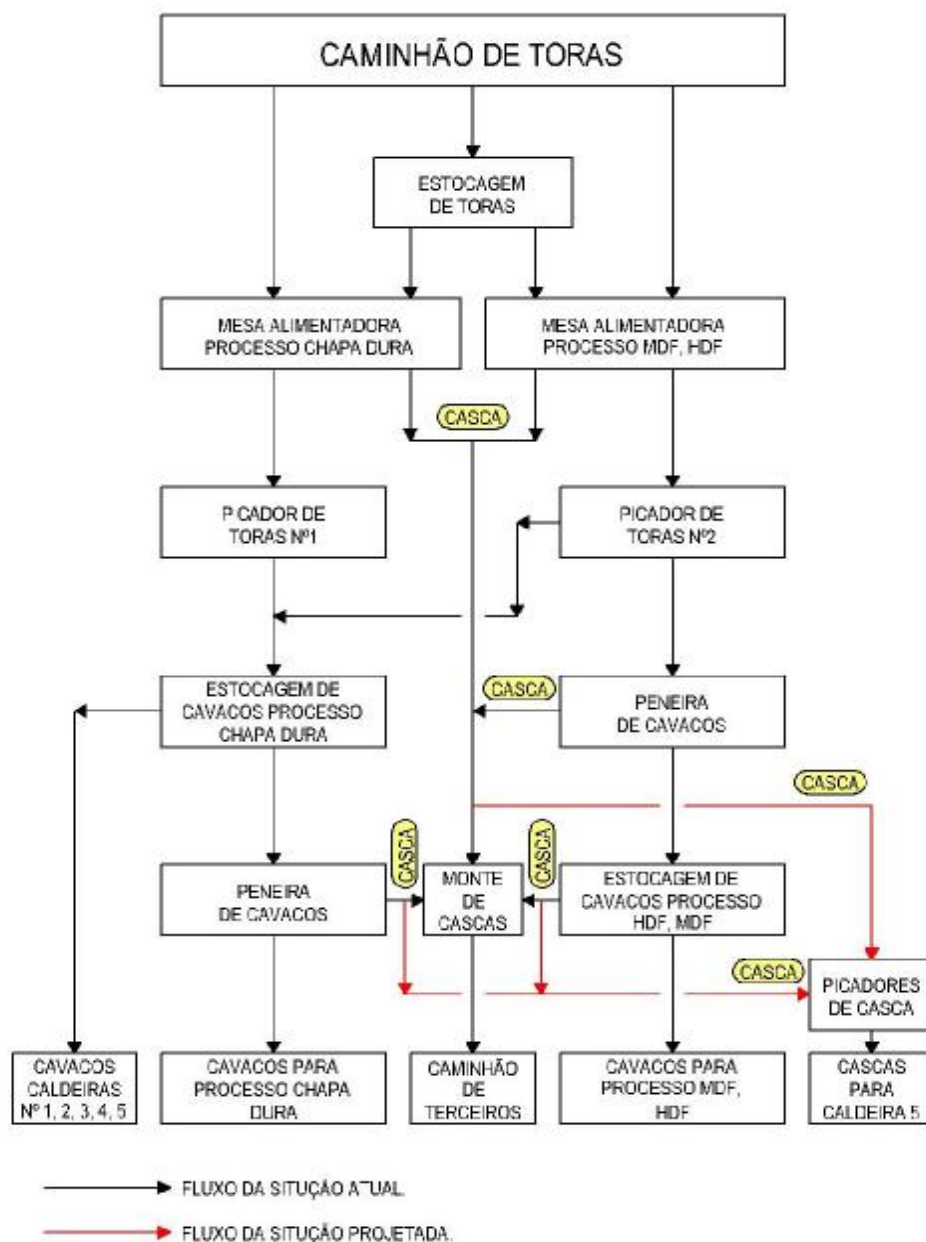 CAMINHÃO DE TORAS
ESTOCAGEM
DE TORAS
MESA ALIMENTADORA
PROCESSO CHAPA DURA
MESA ALIMENTADORA
PROCESSO MDF, HDF
CASCA
PICADOR DE
TORAS Nº1
PICADOR DE
TORAS Nº2
ESTOCAGEM DE
CAVACOS PROCESSO
CHAPA DURA
CASCA
PENEIRA
DE CAVACOS
CASCA
PENEIRA
DE CAVACOS
CASCA
MONTE
DE
CASCAS
CASCA
ESTOCAGEM DE
CAVACOS PROCESSO
HDF, MDF
CASCA
PICADORES
DE CASCA
CAVACOS
CALDEIRAS
Nº 1, 2, 3, 4, 5
CAVACOS PARA
PROCESSO CHAPA
DURA
CAMINHÃO
DE
TERCEIROS
CAVACOS PARA
PROCESSO MDF,
HDF
CASCAS
PARA
CALDEIRA 5
FLUXO DA SITUÇÃO ATUAL.
FLUXO DA SITUÇÃO PROJETADA.